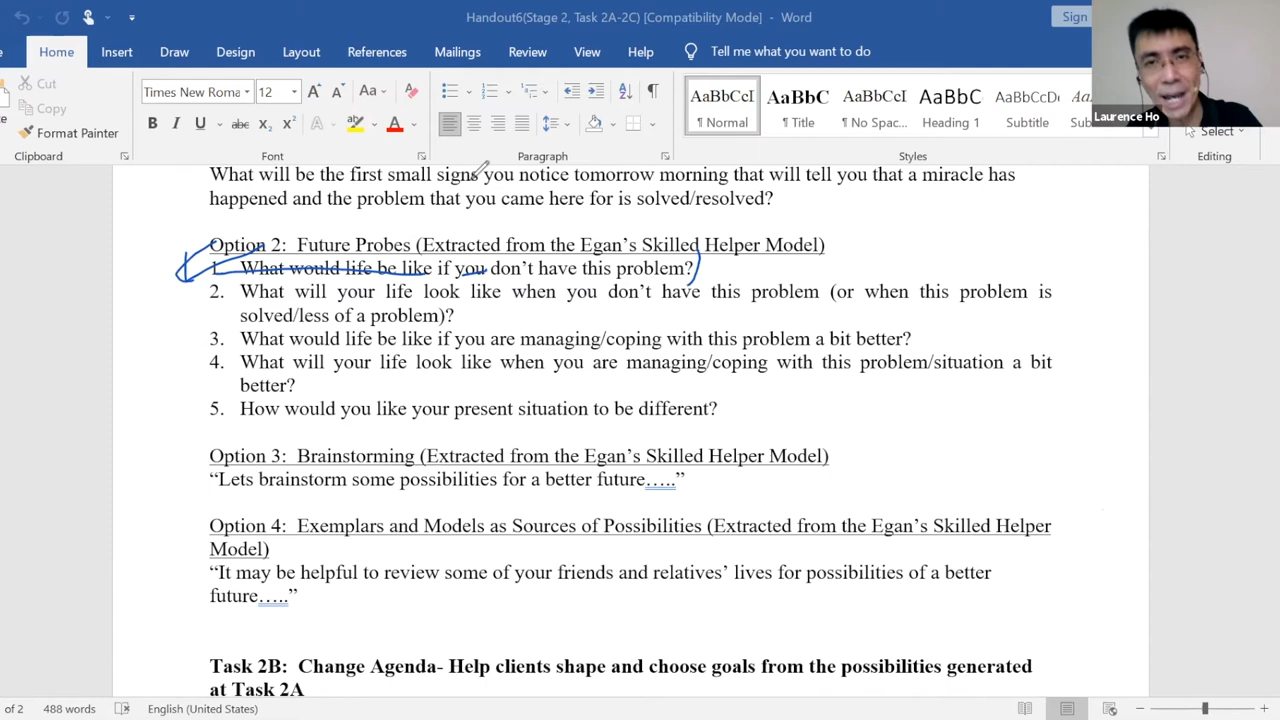 Handout6(Stage 2, Task 2A-2C) [Compatibility Mode] - Word
Sign
Home Insert Draw Design Layout References Mailings Review View Help Tell me what you want to do
Cut
Copy
Format Painter
Clipboard
Times New Roma 12
Aa
B I U abc x₂ x² A A
Font
Paragraph
AaBbCcI AaBbC AaBbCcI AaBbC AaBbCcDc
Normal Title No Spac... Heading 1 Subtitle
Styles
Laurence Ho
Select
Editing
What will be the first small signs you notice tomorrow morning that will tell you that a miracle has
happened and the problem that you came here for is solved/resolved?
Option 2: Future Probes (Extracted from the Egan’s Skilled Helper Model)
1. What would life be like if you don’t have this problem?
2. What will your life look like when you don’t have this problem (or when this problem is
solved/less of a problem)?
3. What would life be like if you are managing/coping with this problem a bit better?
4. What will your life look like when you are managing/coping with this problem/situation a bit
better?
5. How would you like your present situation to be different?
Option 3: Brainstorming (Extracted from the Egan’s Skilled Helper Model)
“Lets brainstorm some possibilities for a better future…..”
Option 4: Exemplars and Models as Sources of Possibilities (Extracted from the Egan’s Skilled Helper
Model)
“It may be helpful to review some of your friends and relatives’ lives for possibilities of a better
future…..”
Task 2B: Change Agenda- Help clients shape and choose goals from the possibilities generated
at Task 2A
of 2 488 words English (United States)